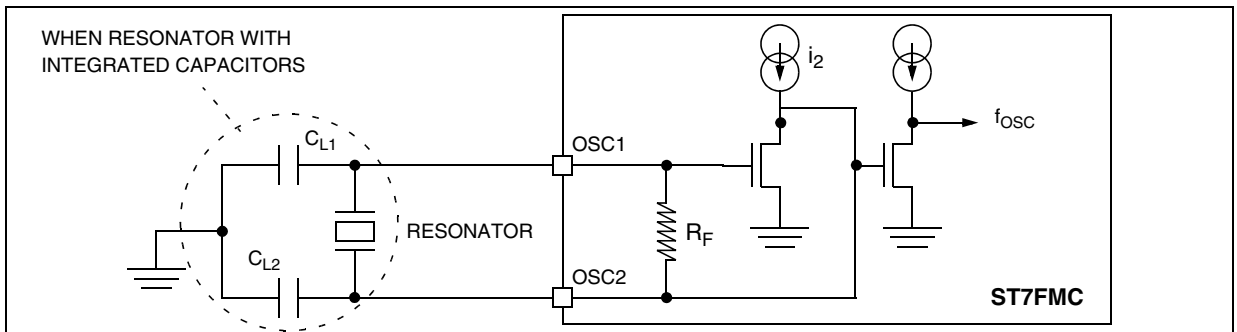 WHEN RESONATOR WITH
INTEGRATED CAPACITORS
i2
fOSC
CL1
OSC1
RESONATOR
RF
CL2
OSC2
ST7FMC